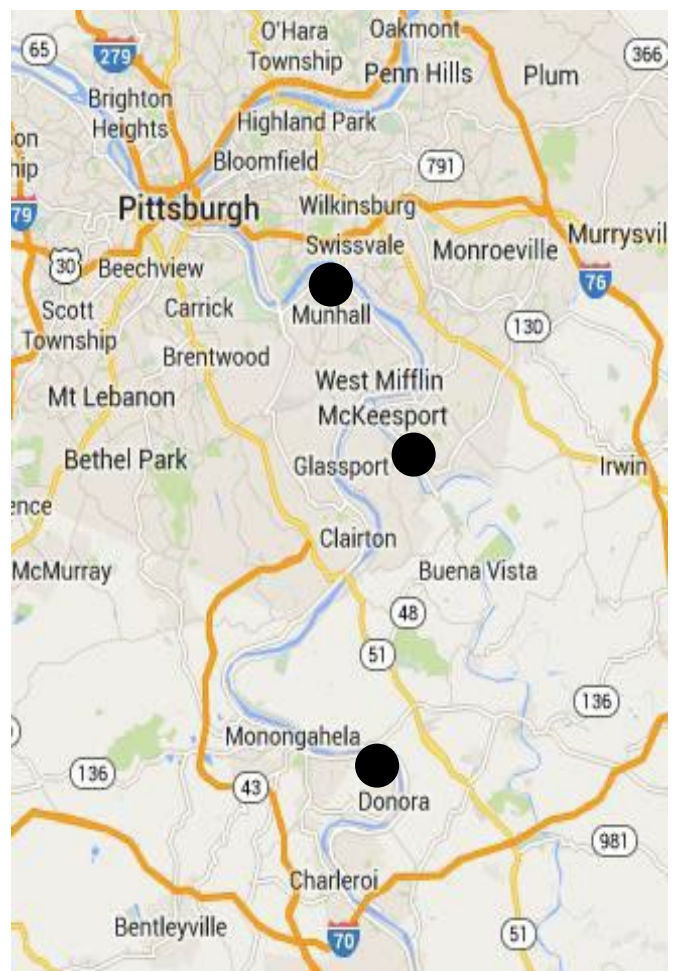 O'Hara
Township
Oakmont
65
279
366
Penn Hills
Plum
Brighton
Heights
Highland Park
on
hip
Bloomfield
791
79
Pittsburgh
Wilkinsburg
Swissvale
Monroeville
Murrysvil
30
Beechview
76
Scott
Township
Carrick
Munhall
130
Brentwood
West Mifflin
Mt Lebanon
McKeesport
Bethel Park
Glassport
Irwin
ence
Clairton
McMurray
Buena Vista
48
51
136
Monongahela
136
43
Donora
981
Charleroi
Bentleyville
70
51